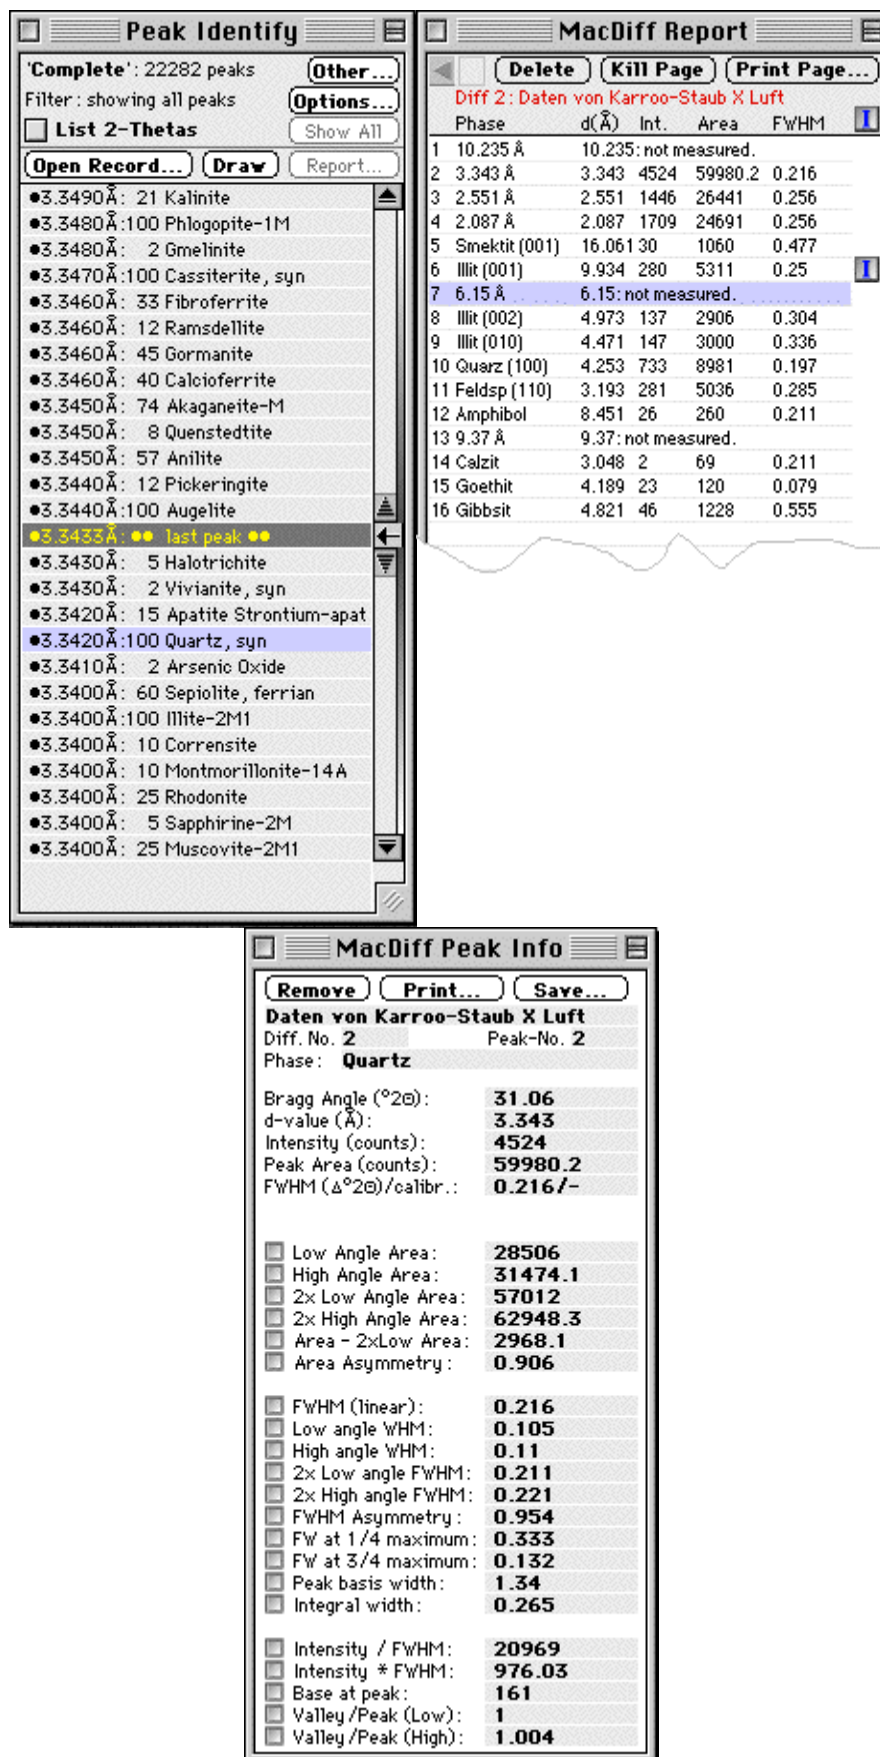 Peak Identify
'Complete': 22282 peaks Other...
Filter: showing all peaks Options...
List 2-Thetas Show All
Open Record... Draw Report...
●3.3490Å: 21 Kalinite
●3.3480Å:100 Phlogopite-1M
●3.3480Å: 2 Gmelinite
●3.3470Å:100 Cassiterite, syn
●3.3460Å: 33 Fibroferrite
●3.3460Å: 12 Ramsdellite
●3.3460Å: 45 Gormanite
●3.3460Å: 40 Calcioferrite
●3.3450Å: 74 Akaganeite-M
●3.3450Å: 8 Quenstedtite
●3.3450Å: 57 Anilite
●3.3440Å: 12 Pickeringite
●3.3440Å:100 Augelite
●3.3433Å: ●● last peak ●●
●3.3430Å: 5 Halotrichite
●3.3430Å: 2 Vivianite, syn
●3.3420Å: 15 Apatite Strontium-apat
●3.3420Å:100 Quartz, syn
●3.3410Å: 2 Arsenic Oxide
●3.3400Å: 60 Sepiolite, ferrian
●3.3400Å:100 Illite-2M1
●3.3400Å: 10 Corrensite
●3.3400Å: 10 Montmorillonite-14A
●3.3400Å: 25 Rhodonite
●3.3400Å: 5 Sapphirine-2M
●3.3400Å: 25 Muscovite-2M1
MacDiff Report
Delete Kill Page Print Page...
Diff 2: Daten von Karroo-Staub X Luft
Phase d(Å) Int. Area FWHM I
1 10.235 Å 10.235: not measured.
2 3.343 Å 3.343 4524 59980.2 0.216
3 2.551 Å 2.551 1446 26441 0.256
4 2.087 Å 2.087 1709 24691 0.256
5 Smektit (001) 16.061 30 1060 0.477
6 Illit (001) 9.934 280 5311 0.25 I
7 6.15 Å 6.15: not measured.
8 Illit (002) 4.973 137 2906 0.304
9 Illit (010) 4.471 147 3000 0.336
10 Quarz (100) 4.253 733 8981 0.197
11 Feldsp (110) 3.193 281 5036 0.285
12 Amphibol 8.451 26 260 0.211
13 9.37 Å 9.37: not measured.
14 Calzit 3.048 2 69 0.211
15 Goethit 4.189 23 120 0.079
16 Gibbsit 4.821 46 1228 0.555
MacDiff Peak Info
Remove Print... Save...
Daten von Karroo-Staub X Luft
Diff. No. 2 Peak-No. 2
Phase: Quartz
Bragg Angle (°2Θ): 31.06
d-value (Å): 3.343
Intensity (counts): 4524
Peak Area (counts): 59980.2
FWHM (Δ°2Θ)/calibr.: 0.216/-
Low Angle Area: 28506
High Angle Area: 31474.1
2x Low Angle Area: 57012
2x High Angle Area: 62948.3
Area - 2xLow Area: 2968.1
Area Asymmetry: 0.906
FWHM (linear): 0.216
Low angle WHM: 0.105
High angle WHM: 0.11
2x Low angle FWHM: 0.211
2x High angle FWHM: 0.221
FWHM Asymmetry: 0.954
FW at 1/4 maximum: 0.333
FW at 3/4 maximum: 0.132
Peak basis width: 1.34
Integral width: 0.265
Intensity / FWHM: 20969
Intensity * FWHM: 976.03
Base at peak: 161
Valley/Peak (Low): 1
Valley/Peak (High): 1.004